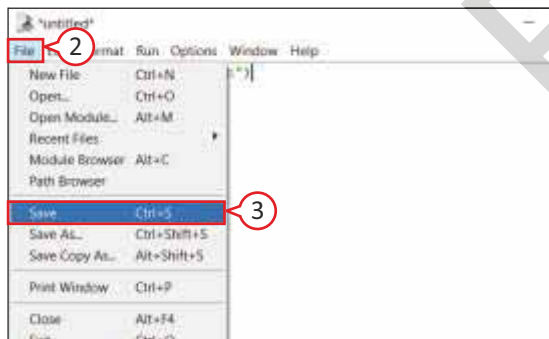 *untitled*
File 2 Format Run Options Window Help
New File Ctrl+N ")
Open... Ctrl+O
Open Module... Alt+M
Recent Files
Module Browser Alt+C
Path Browser
Save Ctrl+S 3
Save As... Ctrl+Shift+S
Save Copy As... Alt+Shift+S
Print Window Ctrl+P
Close Alt+F4